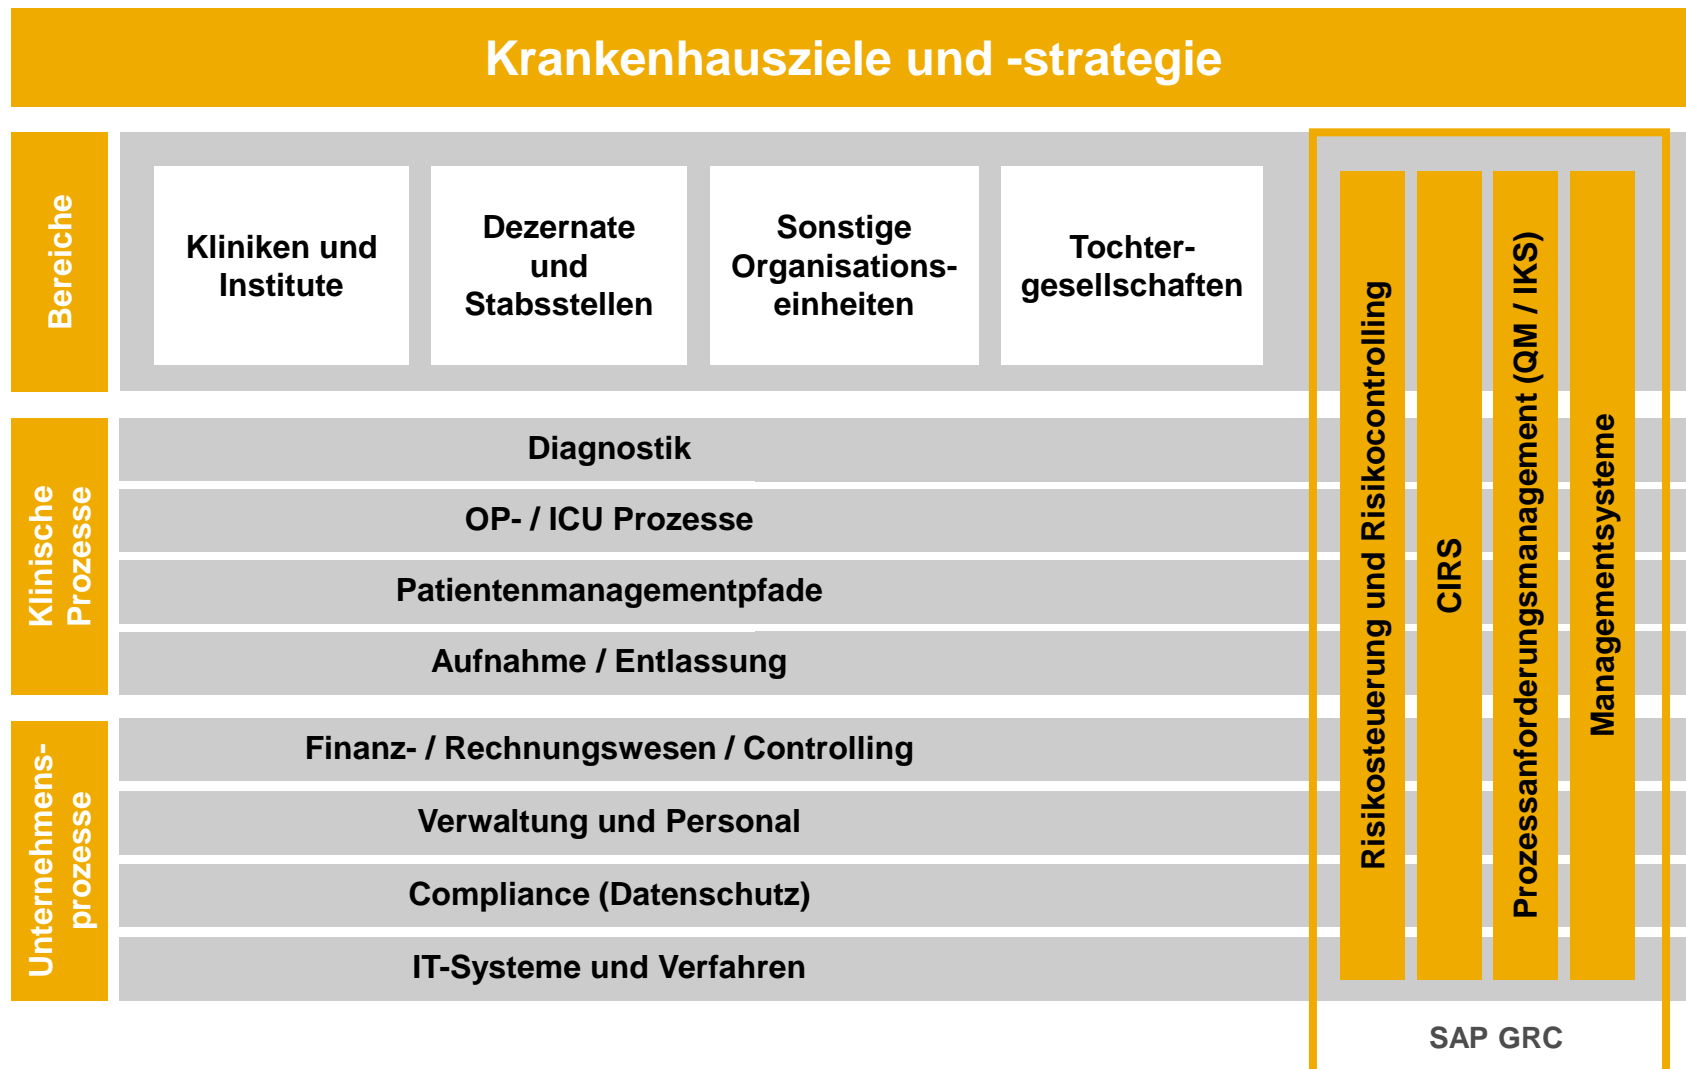 Krankenhausziele und -strategie
Bereiche
Kliniken und
Institute
Dezernate
und
Stabsstellen
Sonstige
Organisations-
einheiten
Tochter-
gesellschaften
Klinische
Prozesse
Diagnostik
OP- / ICU Prozesse
Patientenmanagementpfade
Aufnahme / Entlassung
Unternehmens-
prozesse
Finanz- / Rechnungswesen / Controlling
Verwaltung und Personal
Compliance (Datenschutz)
IT-Systeme und Verfahren
Risikosteuerung und Risikocontrolling
CIRS
Prozessanforderungsmanagement (QM / IKS)
Managementsysteme
SAP GRC